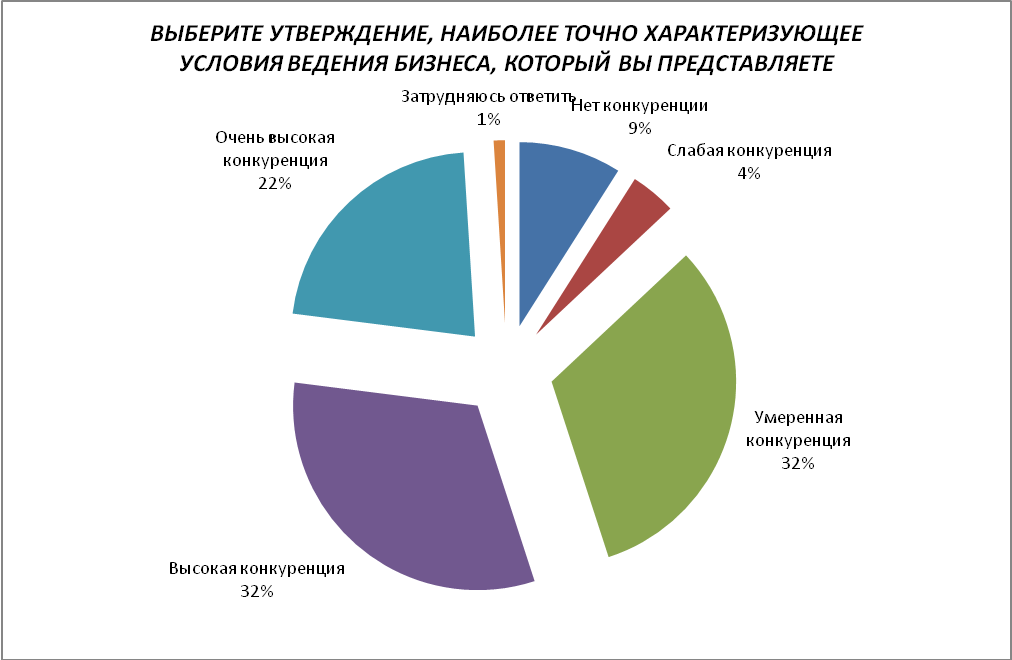 ВЫБЕРИТЕ УТВЕРЖДЕНИЕ, НАИБОЛЕЕ ТОЧНО ХАРАКТЕРИЗУЮЩЕЕ
УСЛОВИЯ ВЕДЕНИЯ БИЗНЕСА, КОТОРЫЙ ВЫ ПРЕДСТАВЛЯЕТЕ
Затрудняюсь ответить
1%
Нет конкуренции
9%
Слабая конкуренция
4%
Очень высокая
конкуренция
22%
Умеренная
конкуренция
32%
Высокая конкуренция
32%